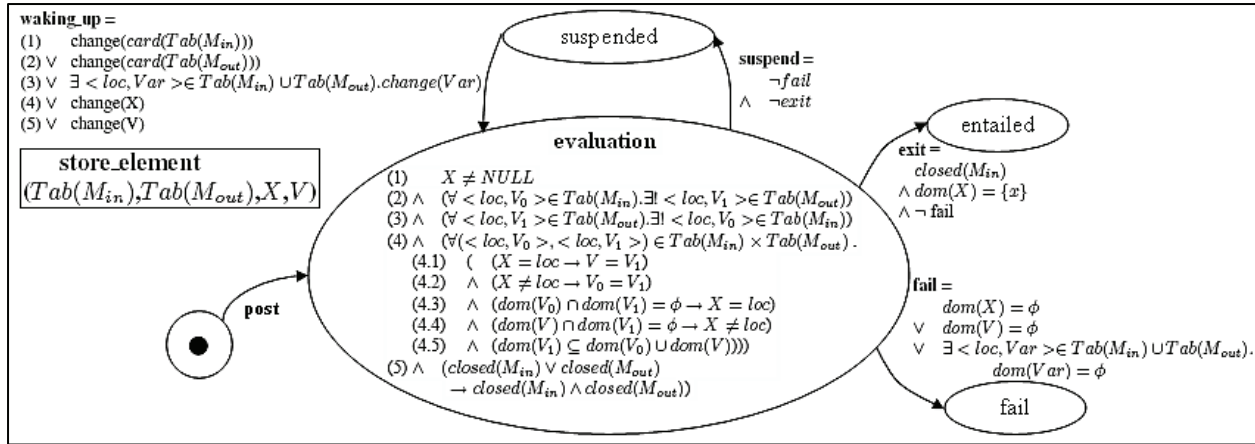 waking_up =
(1) change(card(Tab(M_in)))
(2) ∨ change(card(Tab(M_out)))
(3) ∨ ∃ < loc, Var >∈ Tab(M_in) ∪Tab(M_out).change(Var)
(4) ∨ change(X)
(5) ∨ change(V)
store_element
(Tab(M_in),Tab(M_out),X,V)
post
suspended
suspend =
¬fail
∧ ¬exit
evaluation
(1) X ≠ NULL
(2) ∧ (∀ < loc, V_0 >∈ Tab(M_in).∃! < loc, V_1 >∈ Tab(M_out))
(3) ∧ (∀ < loc, V_1 >∈ Tab(M_out).∃! < loc, V_0 >∈ Tab(M_in))
(4) ∧ (∀(< loc, V_0 >, < loc, V_1 >) ∈ Tab(M_in) × Tab(M_out) .
(4.1) ( (X = loc → V = V_1)
(4.2) ∧ (X ≠ loc → V_0 = V_1)
(4.3) ∧ (dom(V_0) ∩ dom(V_1) = ϕ → X = loc)
(4.4) ∧ (dom(V) ∩ dom(V_1) = ϕ → X ≠ loc)
(4.5) ∧ (dom(V_1) ⊆ dom(V_0) ∪ dom(V))))
(5) ∧ (closed(M_in) ∨ closed(M_out)
→ closed(M_in) ∧ closed(M_out))
entailed
exit =
closed(M_in)
∧ dom(X) = {x}
∧ ¬ fail
fail =
dom(X) = ϕ
∨ dom(V) = ϕ
∨ ∃ < loc, Var >∈ Tab(M_in) ∪Tab(M_out).
dom(Var) = ϕ
fail